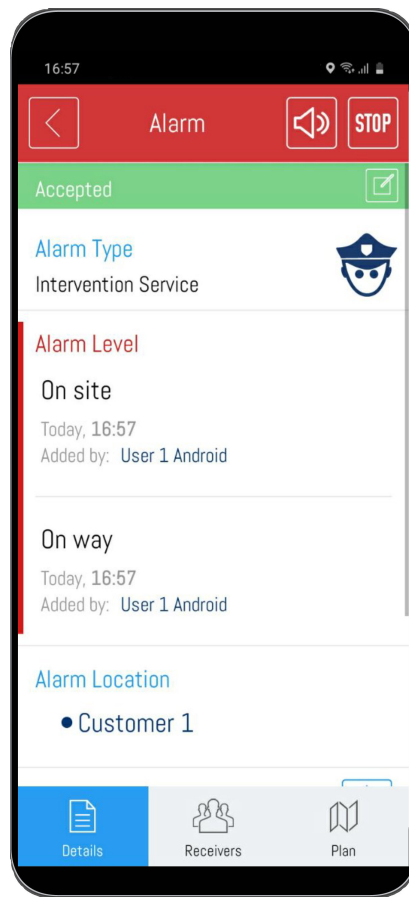 16:57
Alarm
STOP
Accepted
Alarm Type
Intervention Service
Alarm Level
On site
Today, 16:57
Added by: User 1 Android
On way
Today, 16:57
Added by: User 1 Android
Alarm Location
• Customer 1
Details
Receivers
Plan